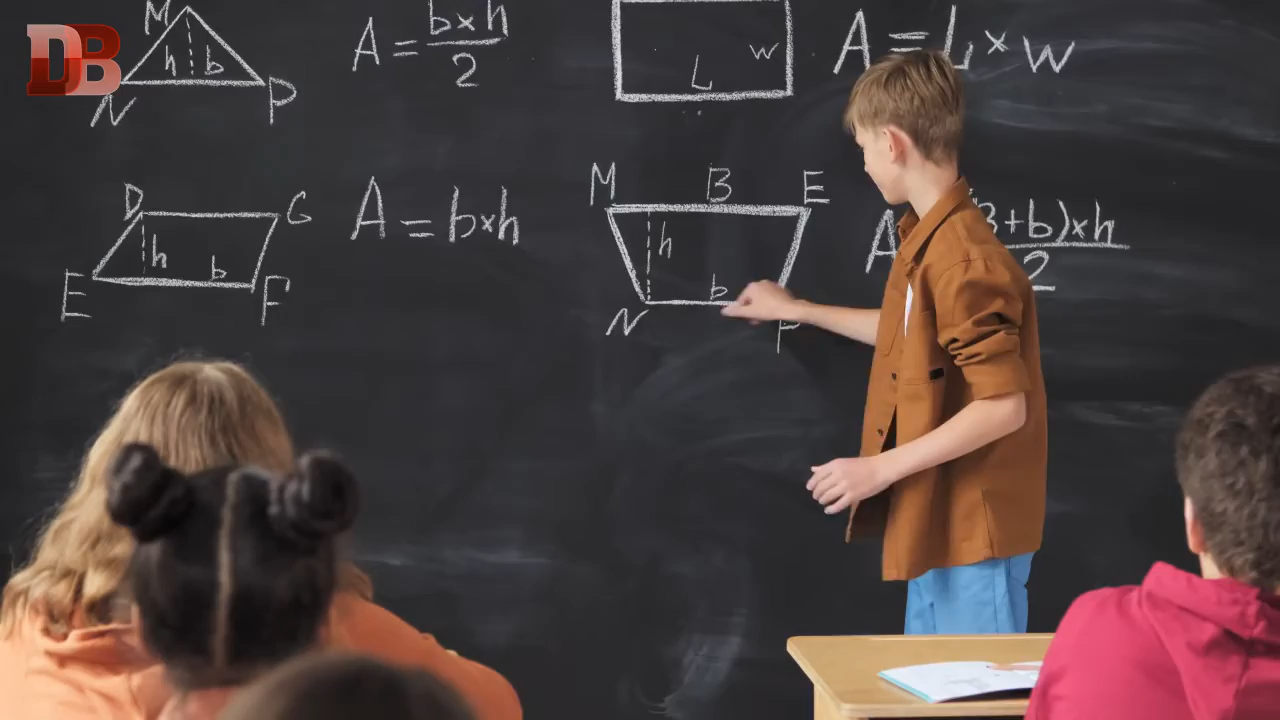 DB
M
h b
N P
A = b×h
2
L w
A = L×w
D G
h b
E F
A = b×h
M B E
h
b
N P
A
+b)×h
2